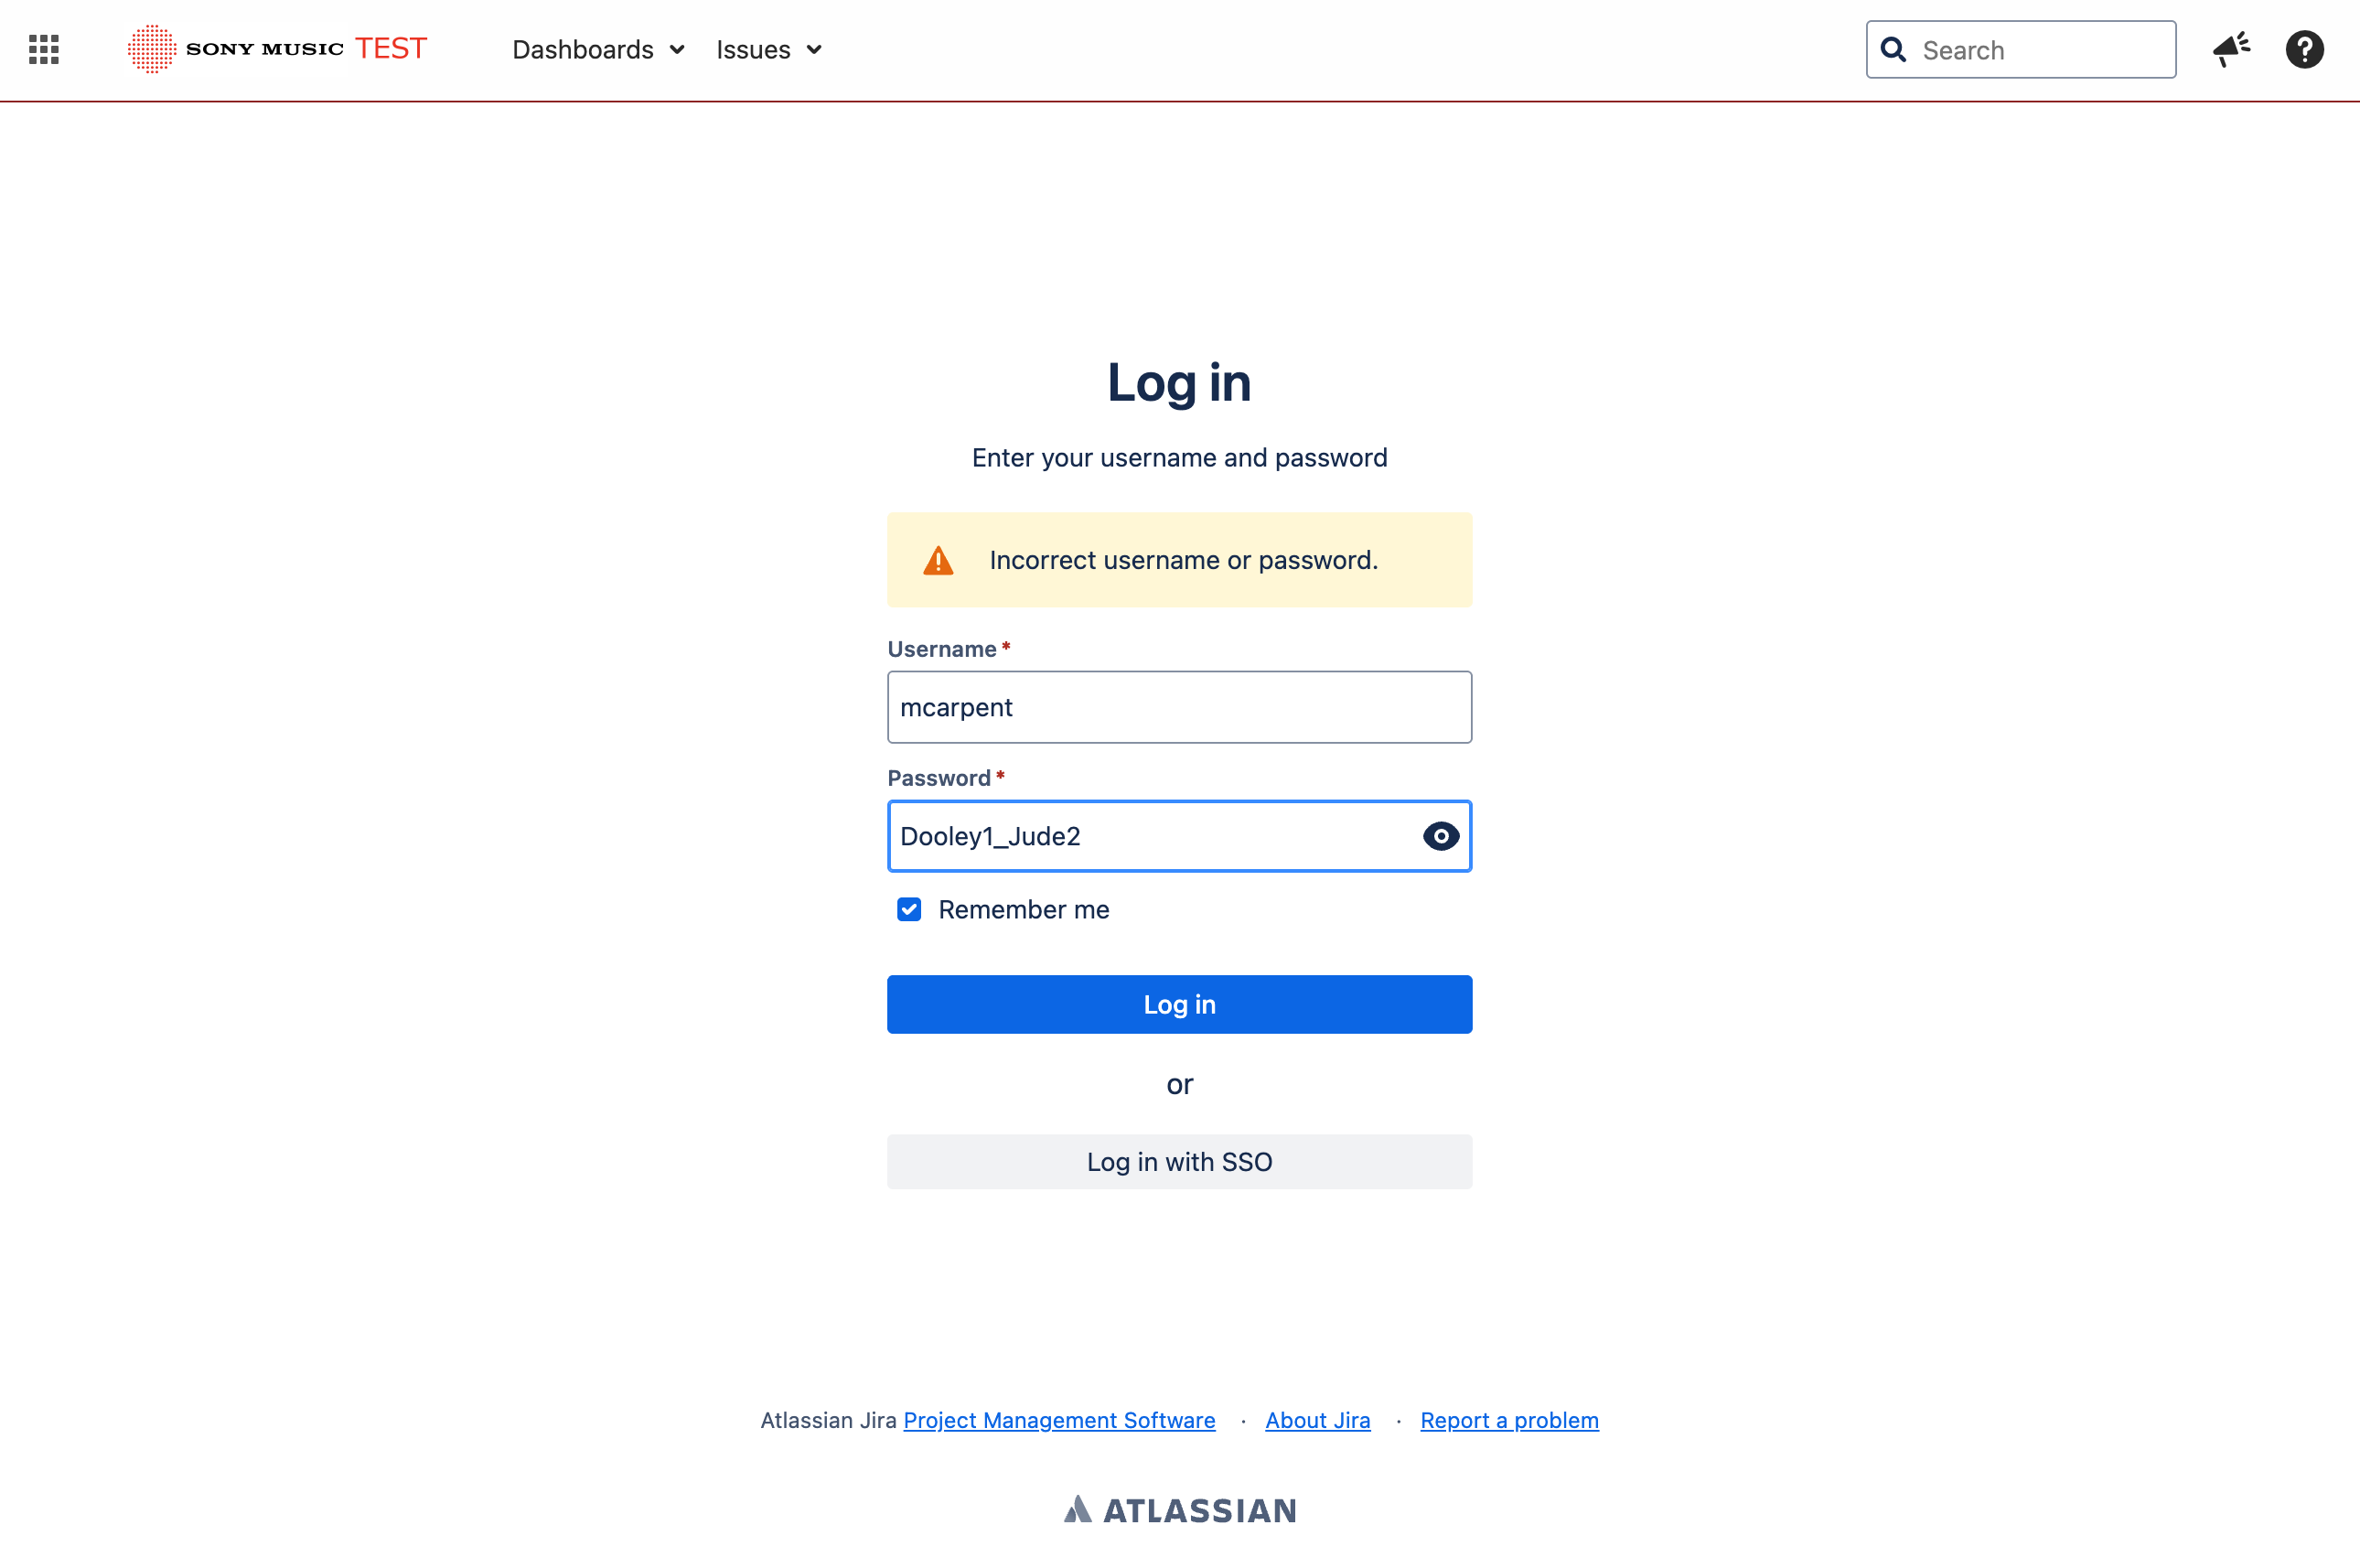 SONY MUSIC TEST
Dashboards
Issues
Search
Log in
Enter your username and password
Incorrect username or password.
Username *
mcarpent
Password *
Dooley1_Jude2
Remember me
Log in
or
Log in with SSO
Atlassian Jira Project Management Software · About Jira · Report a problem
ATLASSIAN